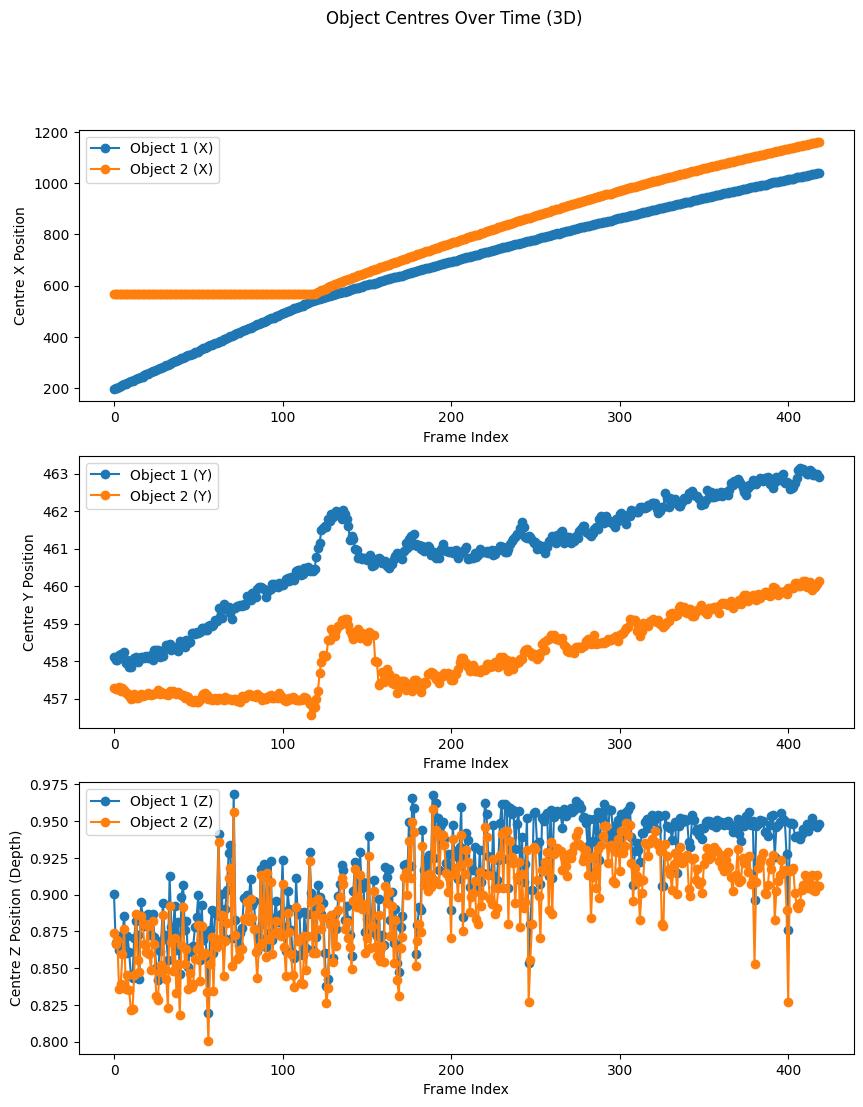 Object Centres Over Time (3D)
1200
1000
800
600
400
200
Centre X Position
Object 1 (X)
Object 2 (X)
0 100 200 300 400
Frame Index
463
462
461
460
459
458
457
Centre Y Position
Object 1 (Y)
Object 2 (Y)
0 100 200 300 400
Frame Index
0.975
0.950
0.925
0.900
0.875
0.850
0.825
0.800
Centre Z Position (Depth)
Object 1 (Z)
Object 2 (Z)
0 100 200 300 400
Frame Index